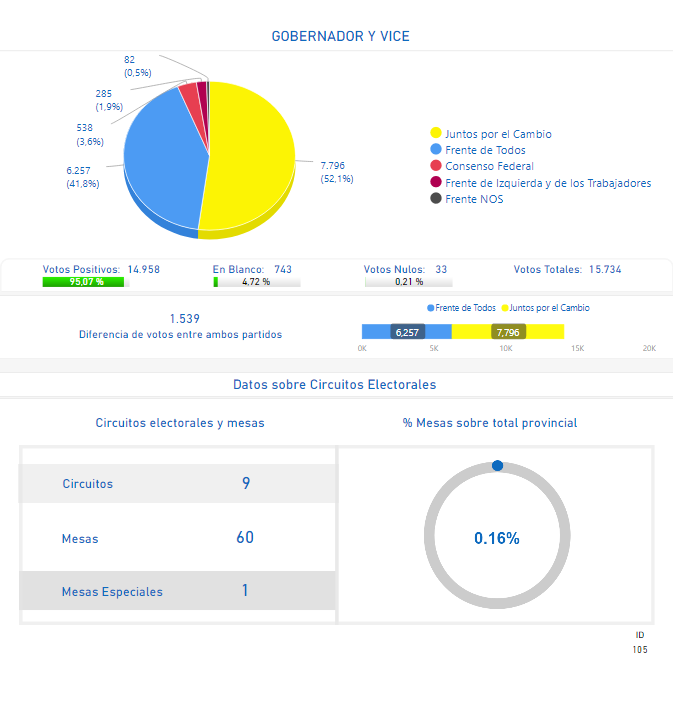 GOBERNADOR Y VICE
82
(0,5%)
285
(1,9%)
538
(3,6%)
6.257
(41,8%)
7.796
(52,1%)
Juntos por el Cambio
Frente de Todos
Consenso Federal
Frente de Izquierda y de los Trabajadores
Frente NOS
Votos Positivos: 14.958
95,07 %
En Blanco: 743
4,72 %
Votos Nulos: 33
0,21 %
Votos Totales: 15.734
1.539
Diferencia de votos entre ambos partidos
Frente de Todos Juntos por el Cambio
6,257 7,796
0K 5K 10K 15K 20K
Datos sobre Circuitos Electorales
Circuitos electorales y mesas
Circuitos 9
Mesas 60
Mesas Especiales 1
% Mesas sobre total provincial
0.16%
ID
105